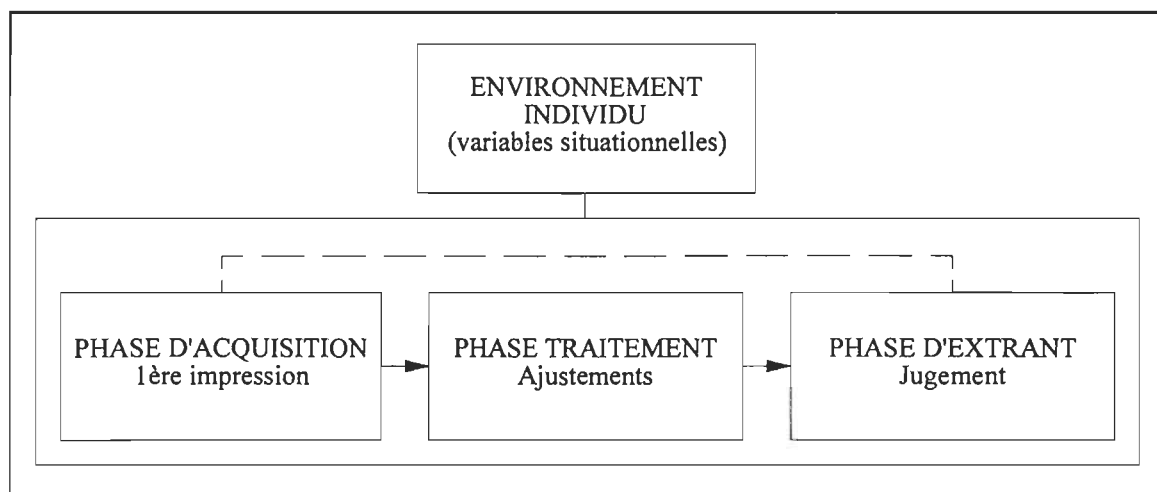 ENVIRONNEMENT
INDIVIDU
(variables situationnelles)
PHASE D'ACQUISITION
1ère impression
PHASE TRAITEMENT
Ajustements
PHASE D'EXTRANT
Jugement